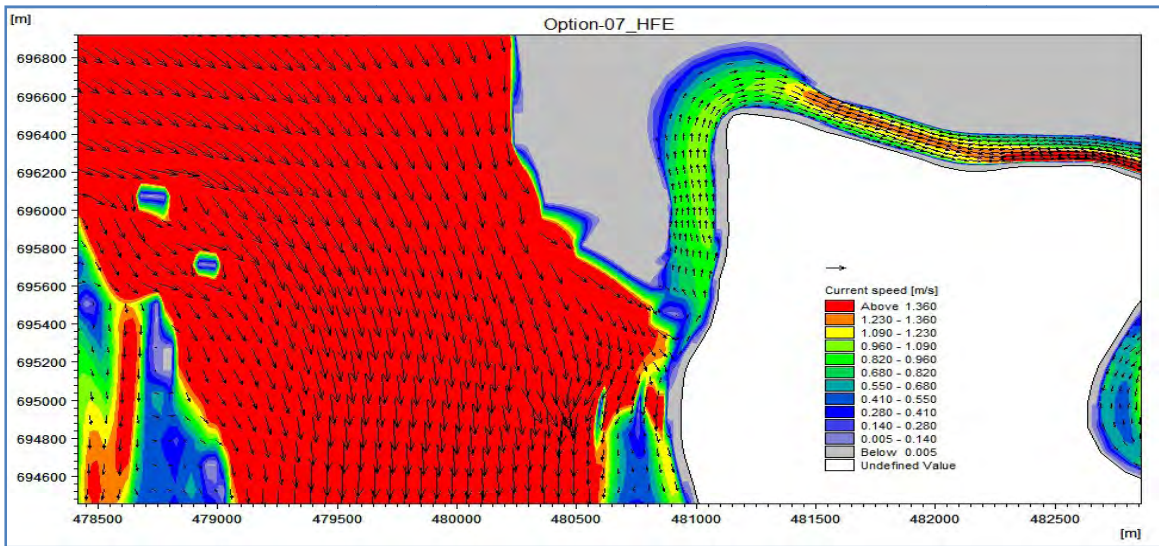 Option-07_HFE
[m]
696800
696600
696400
696200
696000
695800
695600
695400
695200
695000
694800
694600
Current speed [m/s]
Above 1.360
1.230 - 1.360
1.090 - 1.230
0.960 - 1.090
0.820 - 0.960
0.680 - 0.820
0.550 - 0.680
0.410 - 0.550
0.280 - 0.410
0.140 - 0.280
0.005 - 0.140
Below 0.005
Undefined Value
478500 479000 479500 480000 480500 481000 481500 482000 482500
[m]